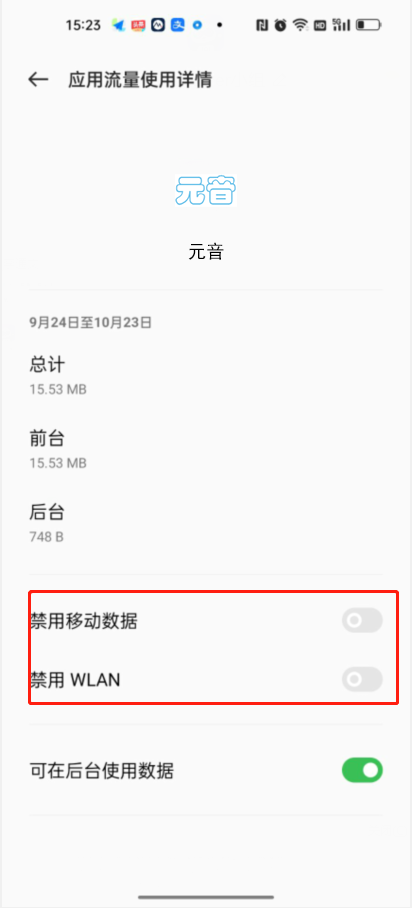 15:23
应用流量使用详情
元音
元音
9月24日至10月23日
总计
15.53 MB
前台
15.53 MB
后台
748 B
禁用移动数据
禁用 WLAN
可在后台使用数据